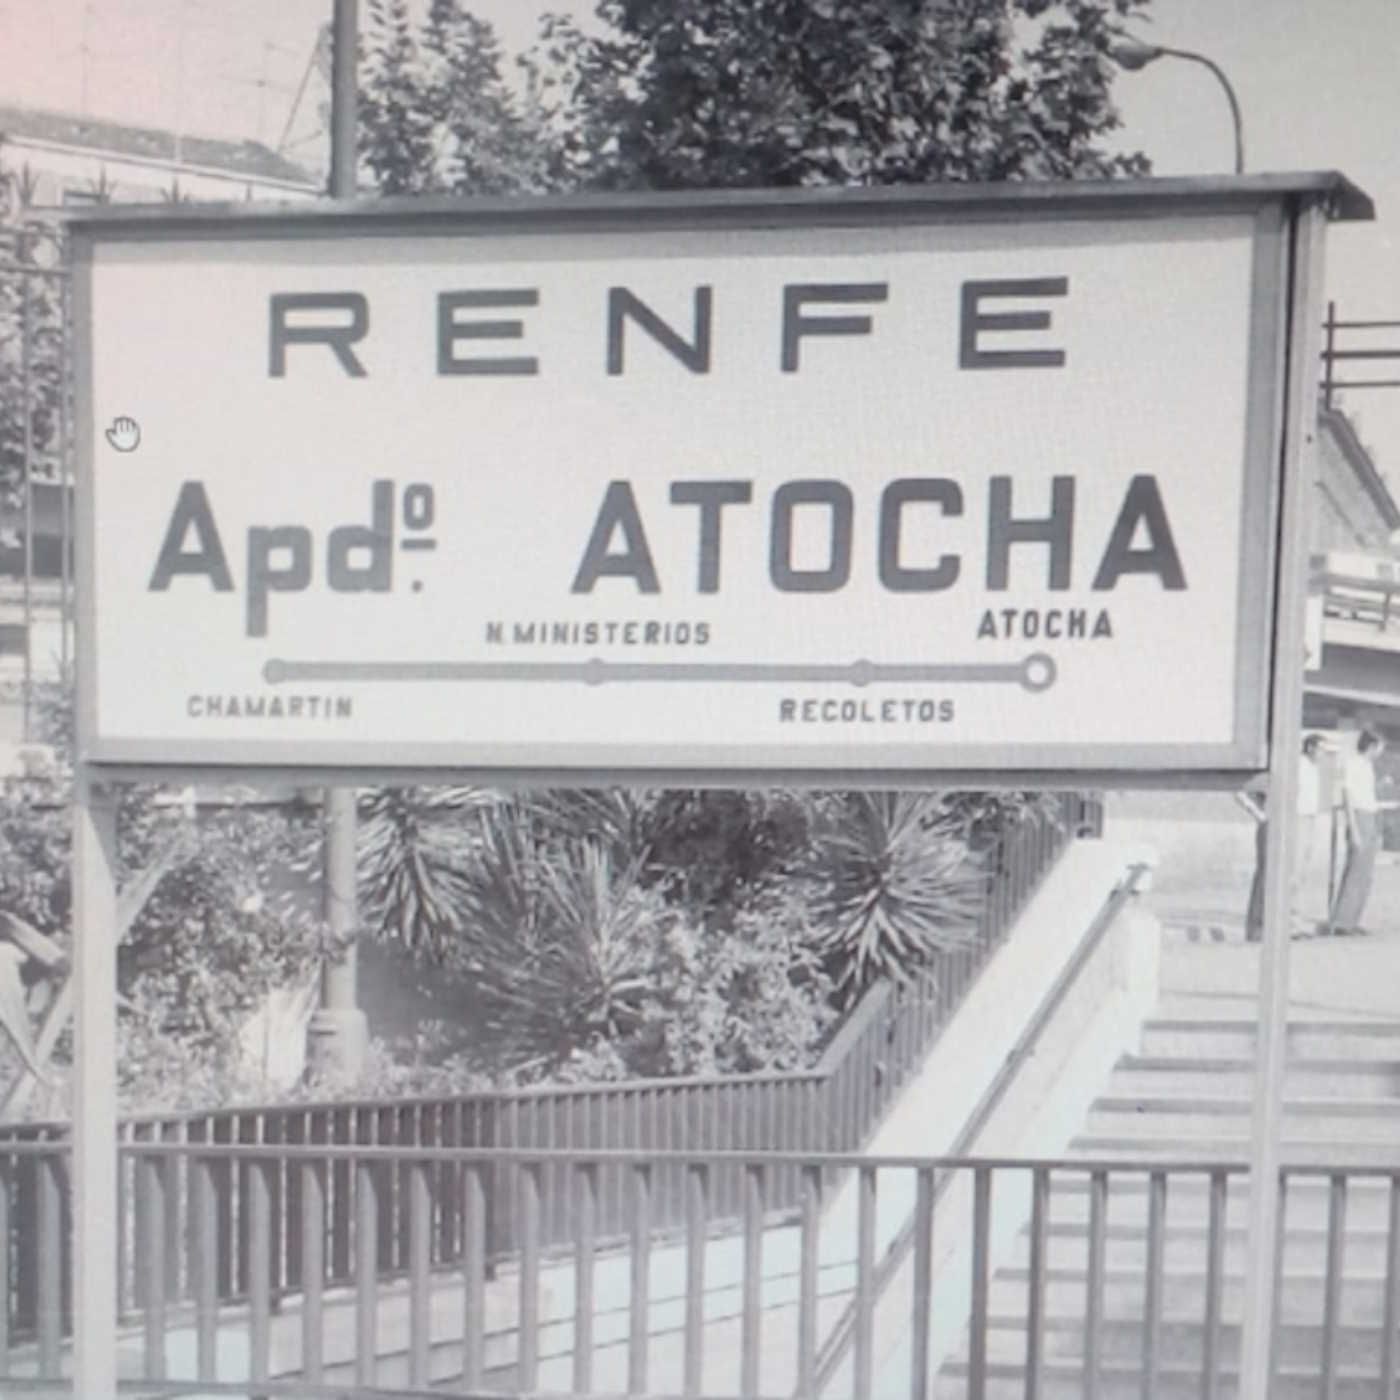 RENFE
Apdº. ATOCHA
N.MINISTERIOS ATOCHA
CHAMARTIN RECOLETOS